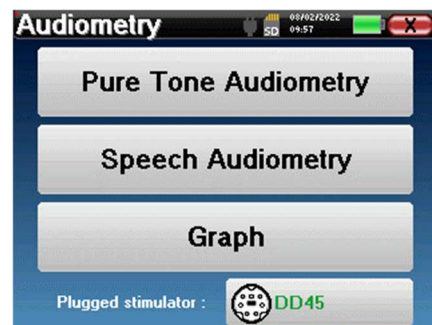 Audiometry
SD
08/02/2022
09:57
X
Pure Tone Audiometry
Speech Audiometry
Graph
Plugged stimulator : DD45